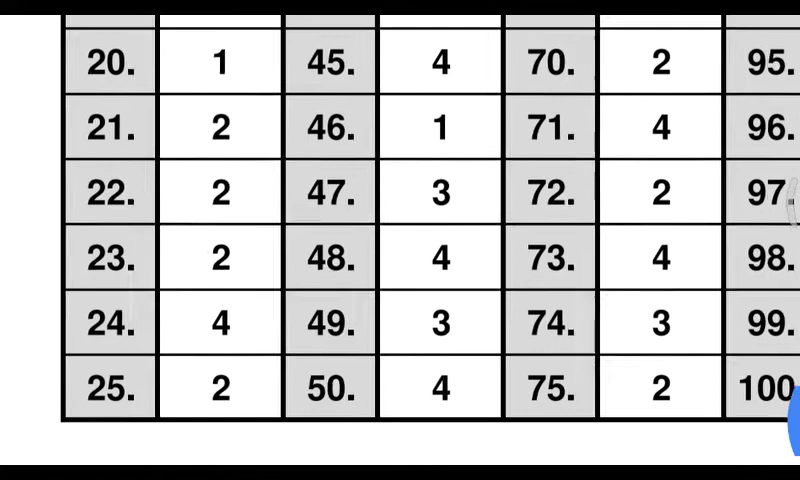 20. 1 45. 4 70. 2 95.
21. 2 46. 1 71. 4 96.
22. 2 47. 3 72. 2 97.
23. 2 48. 4 73. 4 98.
24. 4 49. 3 74. 3 99.
25. 2 50. 4 75. 2 100